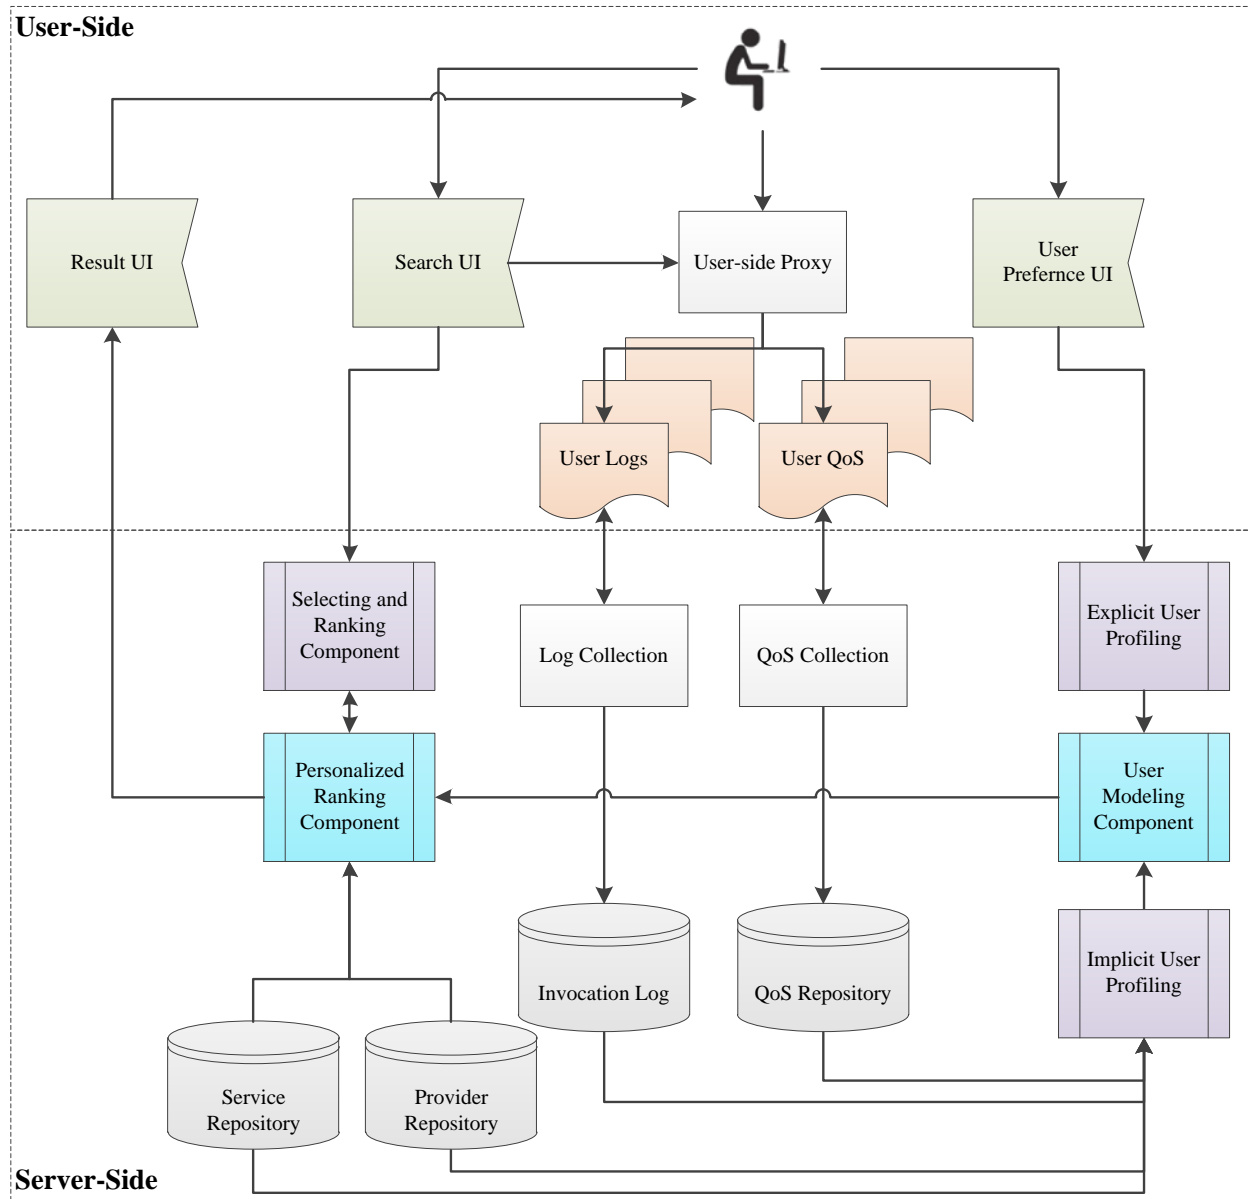 User-Side
Result UI
Search UI
User-side Proxy
User
Prefernce UI
User Logs
User QoS
Selecting and
Ranking
Component
Log Collection
QoS Collection
Explicit User
Profiling
Personalized
Ranking
Component
User
Modeling
Component
Invocation Log
QoS Repository
Implicit User
Profiling
Service
Repository
Provider
Repository
Server-Side